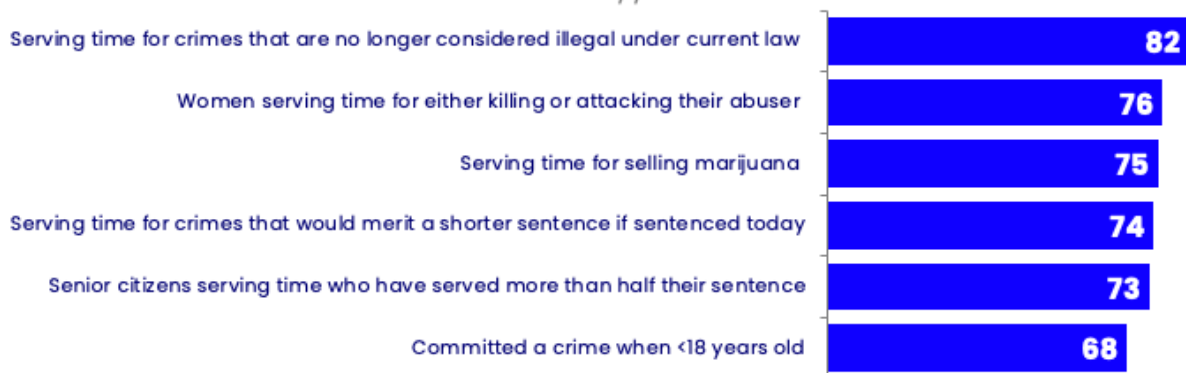 Serving time for crimes that are no longer considered illegal under current law 82
Women serving time for either killing or attacking their abuser 76
Serving time for selling marijuana 75
Serving time for crimes that would merit a shorter sentence if sentenced today 74
Senior citizens serving time who have served more than half their sentence 73
Committed a crime when <18 years old 68